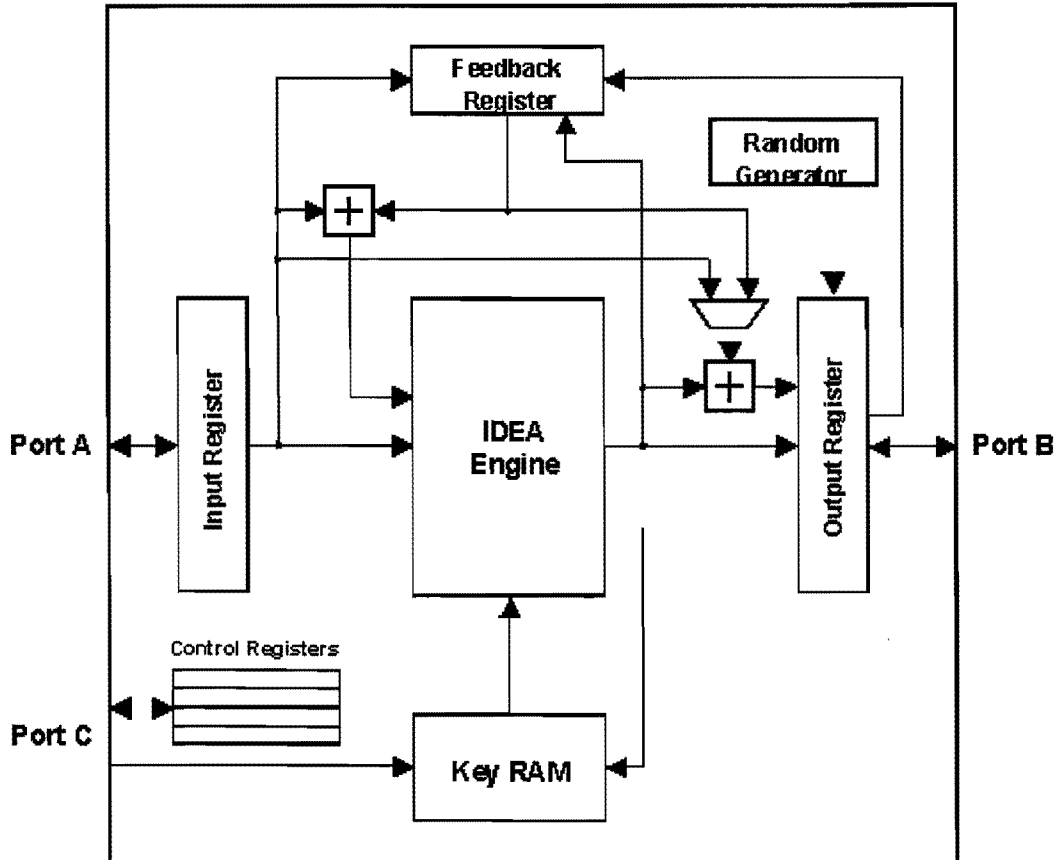 Feedback
Register
Random
Generator
+
+
Port A
Input Register
IDEA
Engine
Output Register
Port B
Control Registers
Port C
Key RAM